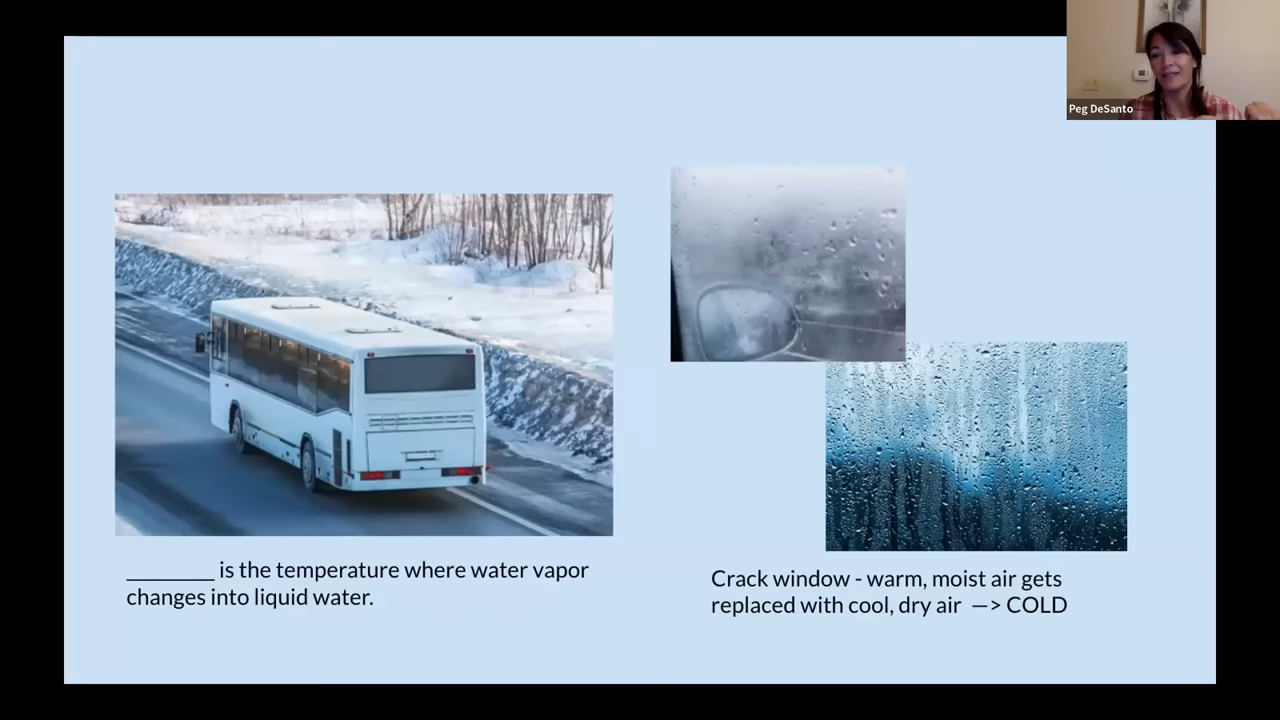 Peg DeSanto
________ is the temperature where water vapor
changes into liquid water.
Crack window - warm, moist air gets
replaced with cool, dry air —> COLD